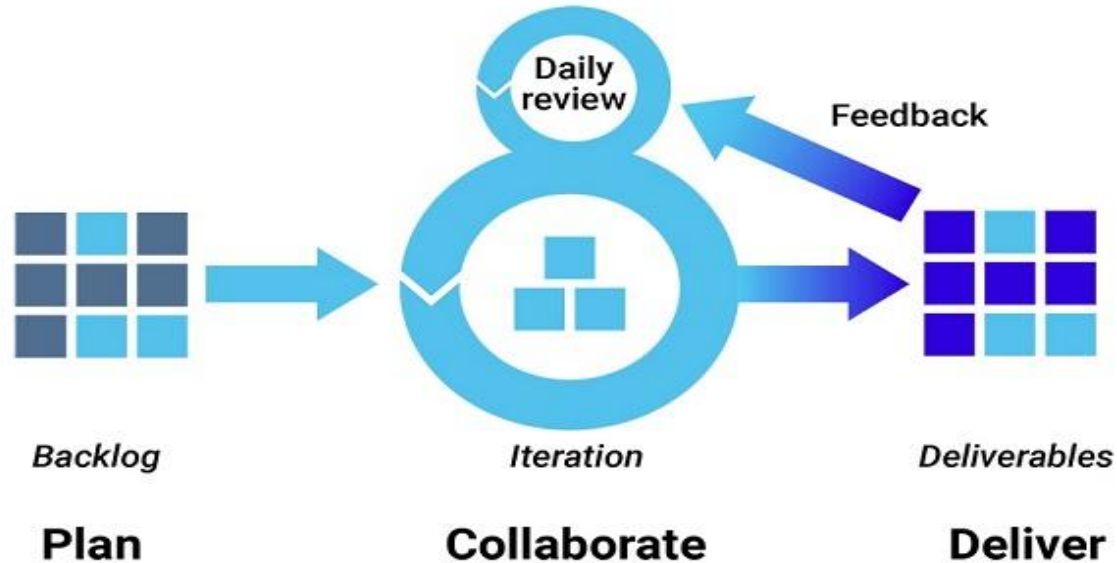 Daily
review
Feedback
Backlog
Iteration
Deliverables
Plan
Collaborate
Deliver